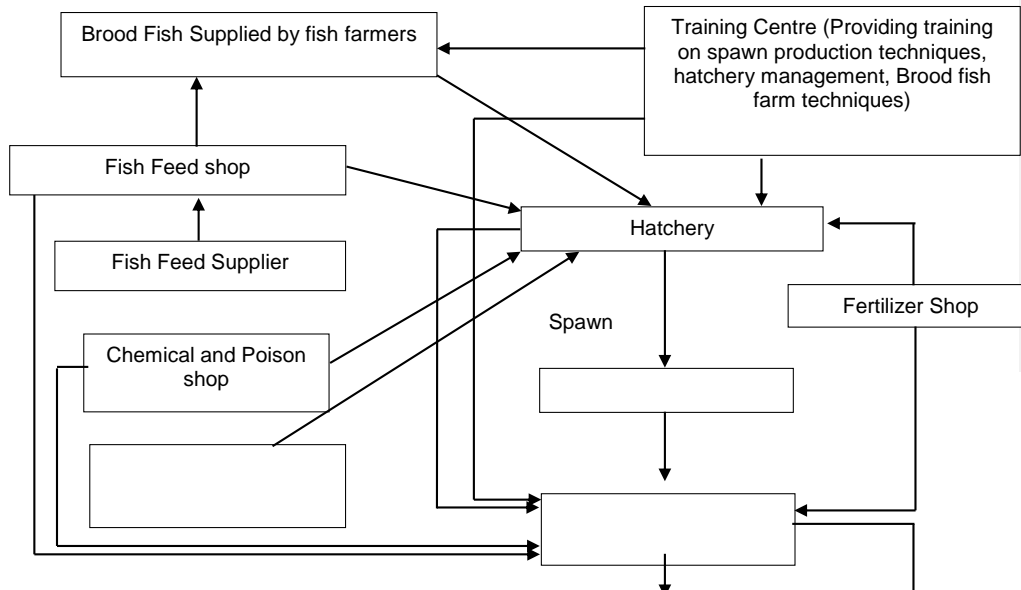 Brood Fish Supplied by fish farmers
Training Centre (Providing training
on spawn production techniques,
hatchery management, Brood fish
farm techniques)
Fish Feed shop
Hatchery
Fish Feed Supplier
Fertilizer Shop
Spawn
Chemical and Poison
shop